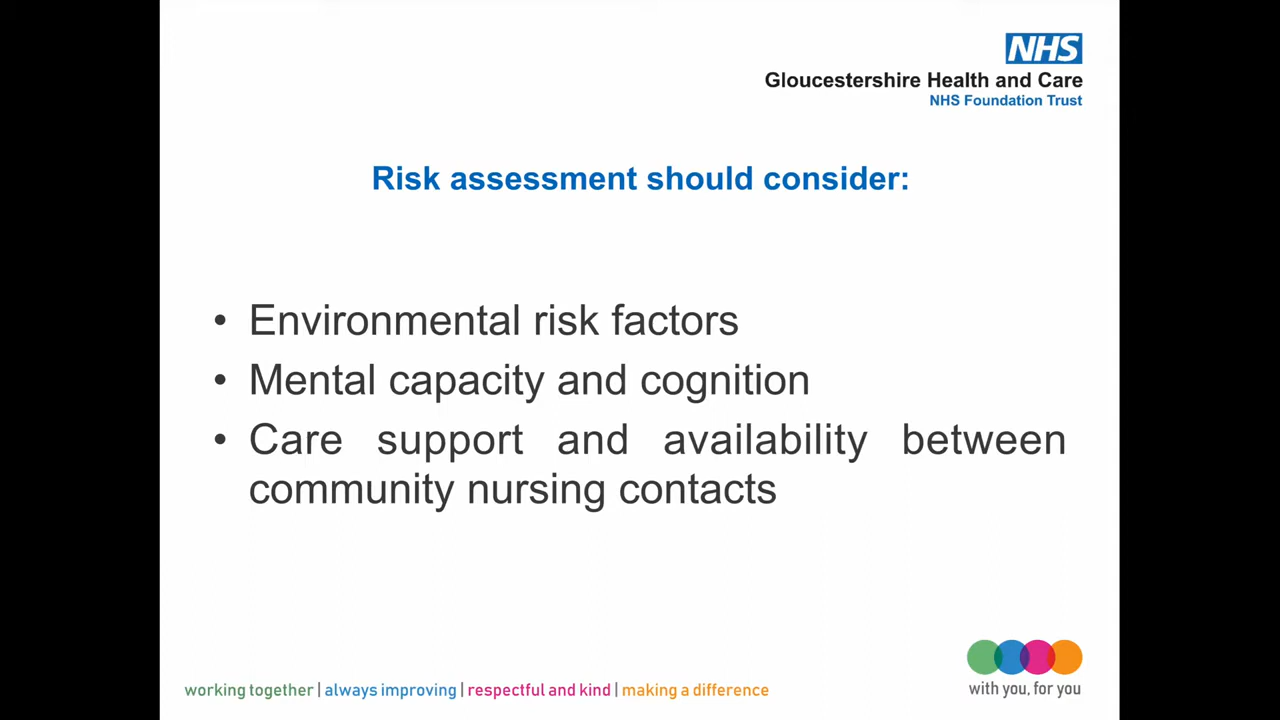 NHS
Gloucestershire Health and Care
NHS Foundation Trust
Risk assessment should consider:
• Environmental risk factors
• Mental capacity and cognition
• Care support and availability between
community nursing contacts
working together | always improving | respectful and kind | making a difference
with you, for you